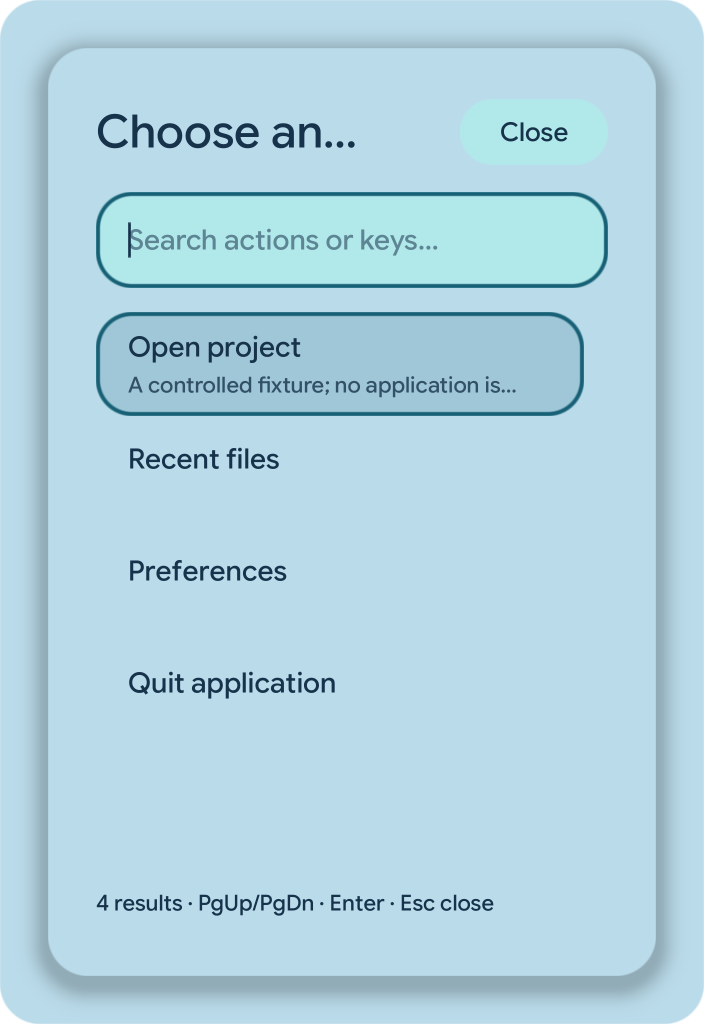 Choose an...
Close
Search actions or keys...
Open project
A controlled fixture; no application is...
Recent files
Preferences
Quit application
4 results · PgUp/PgDn · Enter · Esc close